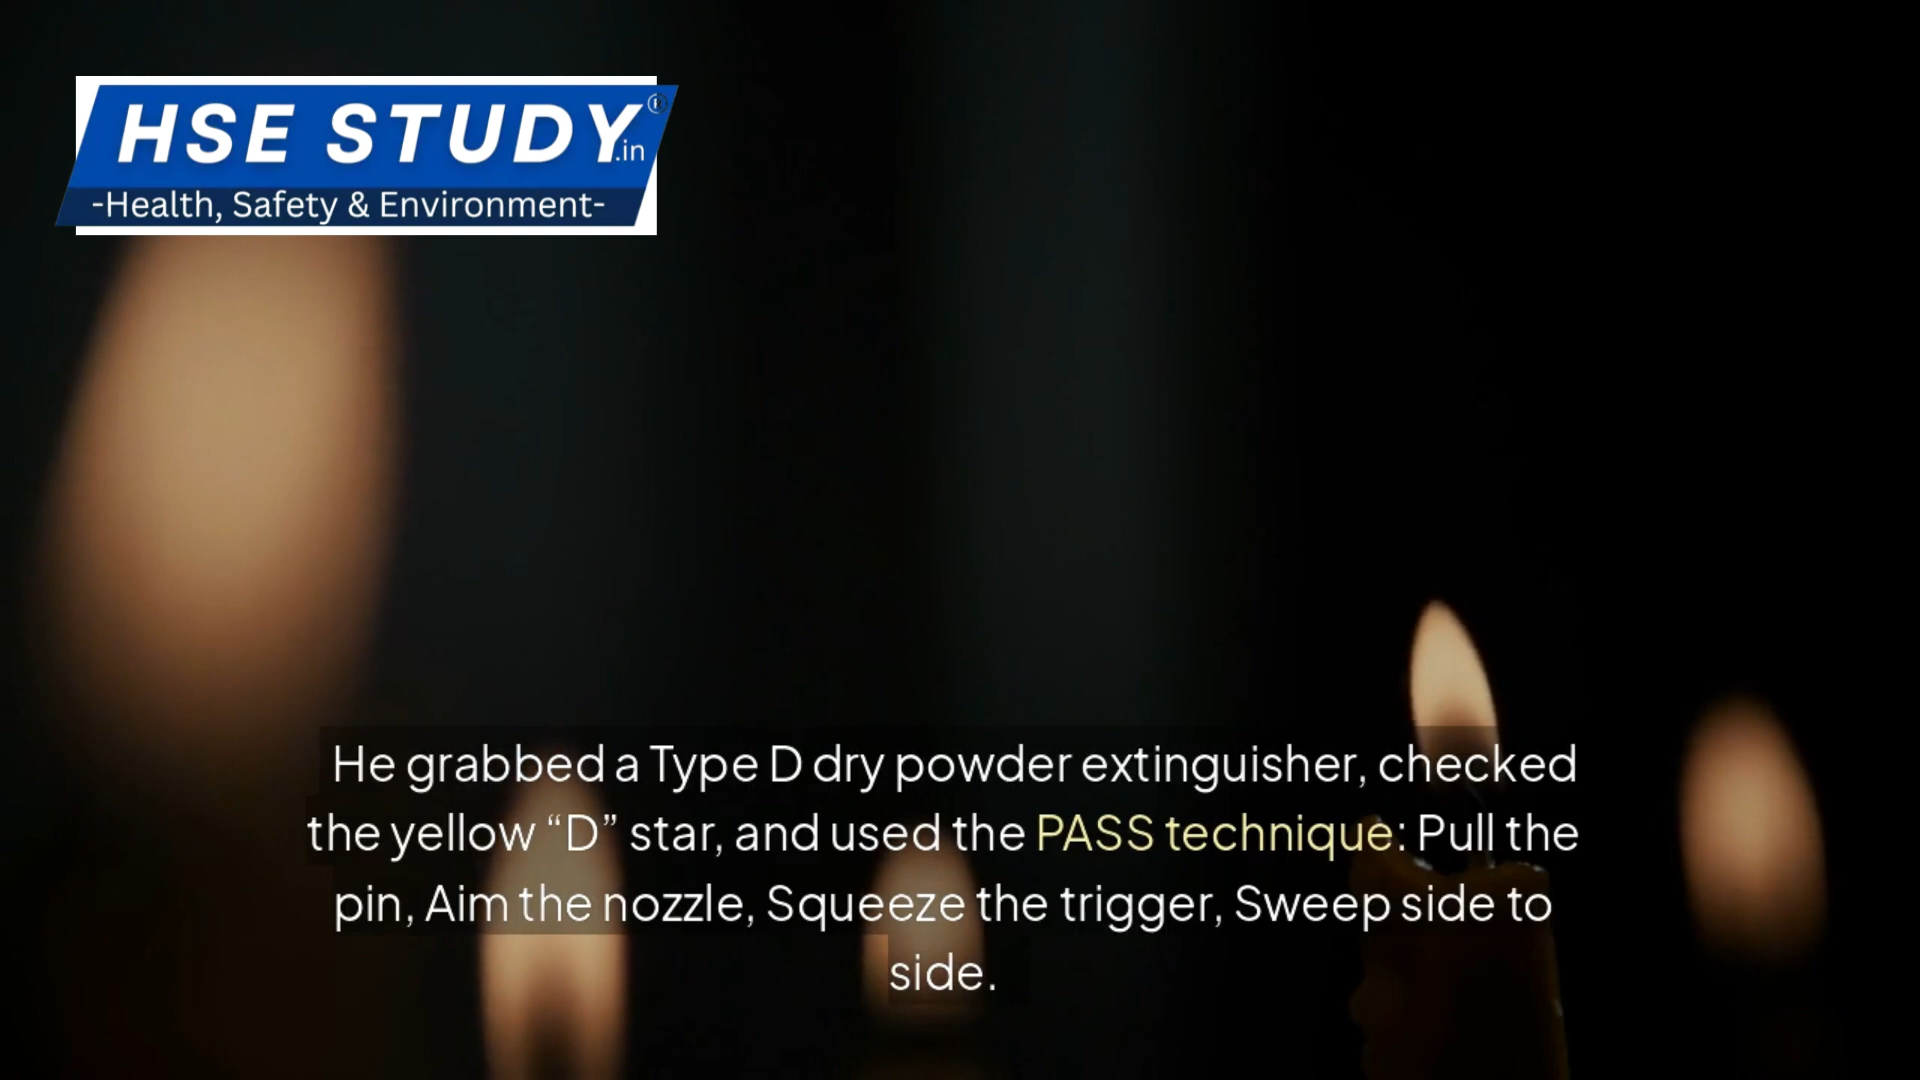 HSE STUDY.in®
-Health, Safety & Environment-
He grabbed a Type D dry powder extinguisher, checked
the yellow “D” star, and used the PASS technique: Pull the
pin, Aim the nozzle, Squeeze the trigger, Sweep side to
side.